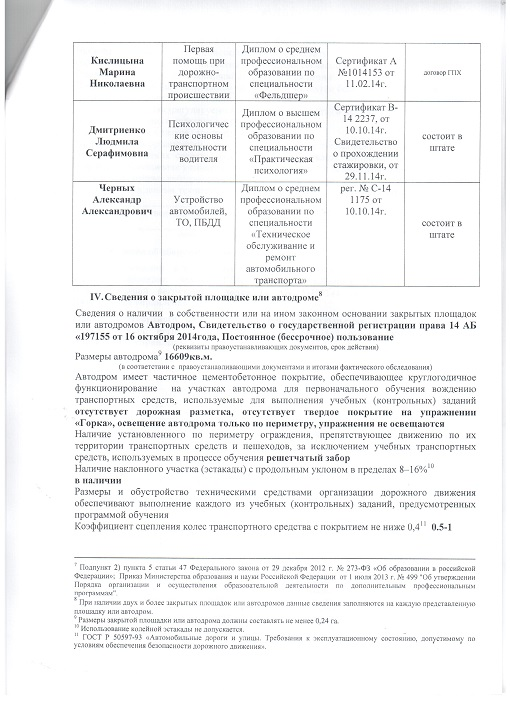 Кислицына
Марина
Николаевна
Первая
помощь при
дорожно-
транспортном
происшествии
Диплом о среднем
профессиональном
образовании по
специальности
«Фельдшер»
Сертификат А
№1014153 от
11.02.14г.
договор ГПХ
Дмитриенко
Людмила
Серафимовна
Психологичес
кие основы
деятельности
водителя
Диплом о высшем
профессиональном
образовании по
специальности
«Практическая
психология»
Сертификат В-
14 2237, от
10.10.14г.
Свидетельство
о прохождении
стажировки, от
29.11.14г.
состоит в
штате
Черных
Александр
Александрович
Устройство
автомобилей,
ТО, ПБДД
Диплом о среднем
профессиональном
образовании по
специальности
«Техническое
обслуживание и
ремонт
автомобильного
транспорта»
рег. № С-14
1175 от
10.10.14г.
состоит в
штате
IV. Сведения о закрытой площадке или автодроме8
Сведения о наличии в собственности или на ином законном основании закрытых площадок
или автодромов Автодром, Свидетельство о государственной регистрации права 14 АБ
«197155 от 16 октября 2014года, Постоянное (бессрочное) пользование
(реквизиты правоустанавливающих документов, срок действия)
Размеры автодрома9 16609кв.м.
(в соответствии с правоустанавливающими документами и итогами фактического обследования)
Автодром имеет частичное цементобетонное покрытие, обеспечивающее круглогодичное
функционирование на участках автодрома для первоначального обучения вождению
транспортных средств, используемые для выполнения учебных (контрольных) заданий
отсутствует дорожная разметка, отсутствует твердое покрытие на упражнении
«Горка», освещение автодрома только по периметру, упражнения не освещаются
Наличие установленного по периметру ограждения, препятствующее движению по их
территории транспортных средств и пешеходов, за исключением учебных транспортных
средств, используемых в процессе обучения решетчатый забор
Наличие наклонного участка (эстакады) с продольным уклоном в пределах 8–16%10
в наличии
Размеры и обустройство техническими средствами организации дорожного движения
обеспечивают выполнение каждого из учебных (контрольных) заданий, предусмотренных
программой обучения
Коэффициент сцепления колес транспортного средства с покрытием не ниже 0,411 0.5-1
7 Подпункт 2) пункта 5 статьи 47 Федерального закона от 29 декабря 2012 г. № 273-ФЗ «Об образовании в российской
Федерации»; Приказ Министерства образования и науки Российской Федерации от 1 июля 2013 г. № 499 "Об утверждении
Порядка организации и осуществления образовательной деятельности по дополнительным профессиональным
программам".
8 При наличии двух и более закрытых площадок или автодромов данные сведения заполняются на каждую представленную
площадку или автодром.
9 Размеры закрытой площадки или автодрома должны составлять не менее 0,24 га.
10 Использование колейной эстакады не допускается.
11 ГОСТ Р 50597-93 «Автомобильные дороги и улицы. Требования к эксплуатационному состоянию, допустимому по
условиям обеспечения безопасности дорожного движения».